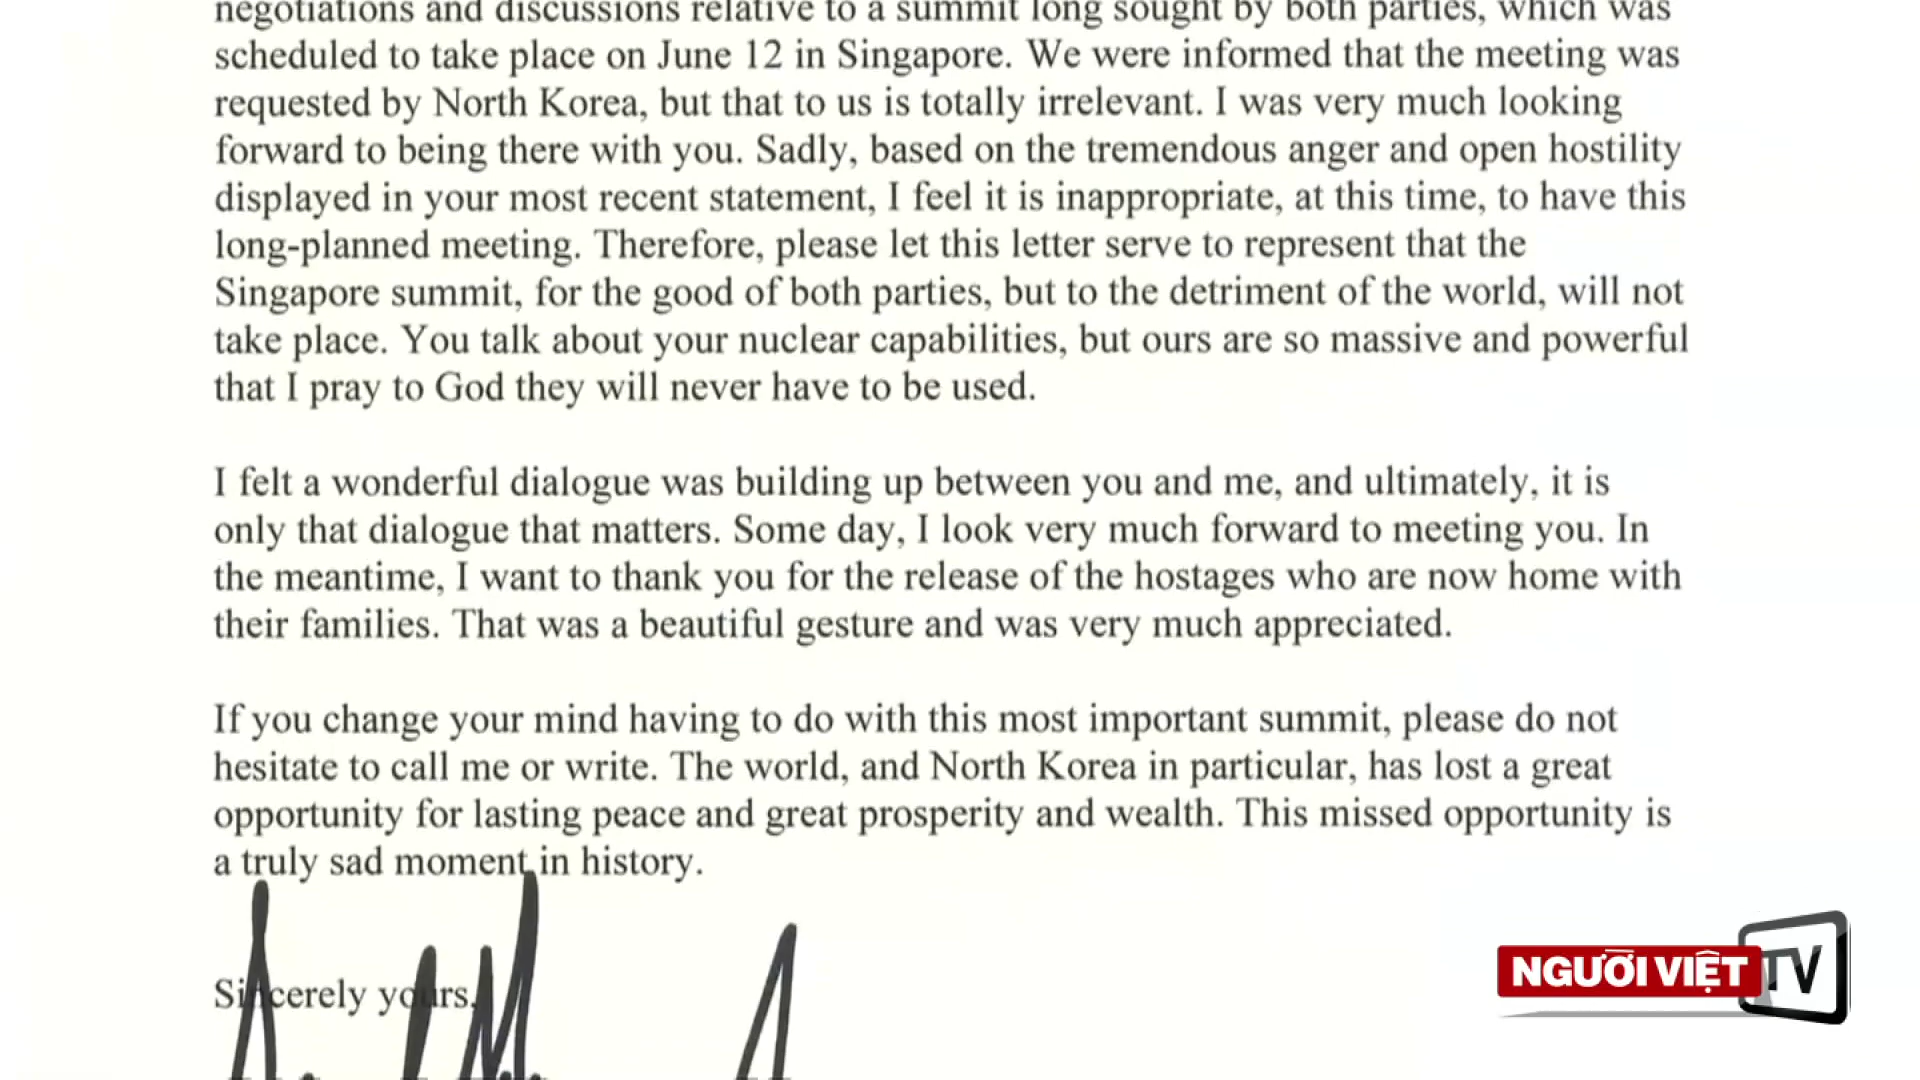 negotiations and discussions relative to a summit long sought by both parties, which was
scheduled to take place on June 12 in Singapore. We were informed that the meeting was
requested by North Korea, but that to us is totally irrelevant. I was very much looking
forward to being there with you. Sadly, based on the tremendous anger and open hostility
displayed in your most recent statement, I feel it is inappropriate, at this time, to have this
long-planned meeting. Therefore, please let this letter serve to represent that the
Singapore summit, for the good of both parties, but to the detriment of the world, will not
take place. You talk about your nuclear capabilities, but ours are so massive and powerful
that I pray to God they will never have to be used.
I felt a wonderful dialogue was building up between you and me, and ultimately, it is
only that dialogue that matters. Some day, I look very much forward to meeting you. In
the meantime, I want to thank you for the release of the hostages who are now home with
their families. That was a beautiful gesture and was very much appreciated.
If you change your mind having to do with this most important summit, please do not
hesitate to call me or write. The world, and North Korea in particular, has lost a great
opportunity for lasting peace and great prosperity and wealth. This missed opportunity is
a truly sad moment in history.
Sincerely yours,
NGƯỜI VIỆT TV